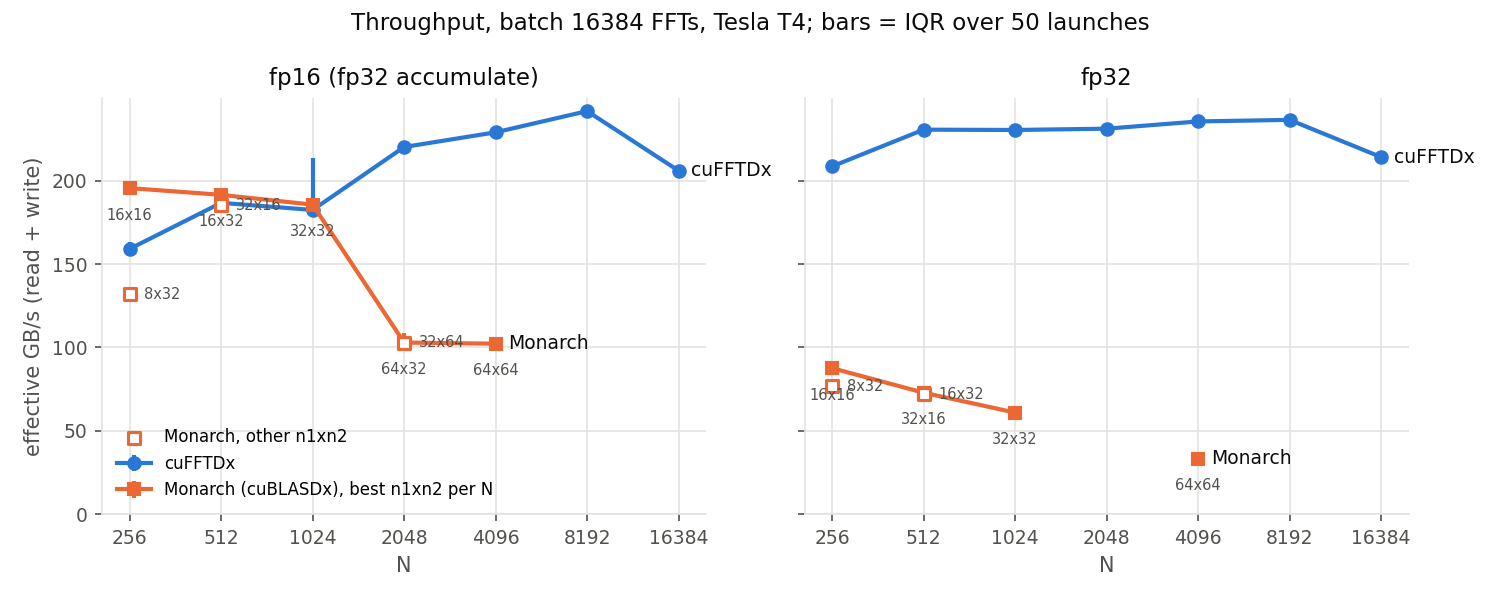 Throughput, batch 16384 FFTs, Tesla T4; bars = IQR over 50 launches
fp16 (fp32 accumulate)
effective GB/s (read + write)
200
150
100
50
0
16x16
8x32
16x32
32x16
32x32
64x32
32x64
64x64
Monarch
cuFFTDx
Monarch, other n1xn2
cuFFTDx
Monarch (cuBLASDx), best n1xn2 per N
256 512 1024 2048 4096 8192 16384
N
fp32
cuFFTDx
16x16
8x32
16x32
32x16
32x32
Monarch
64x64
256 512 1024 2048 4096 8192 16384
N